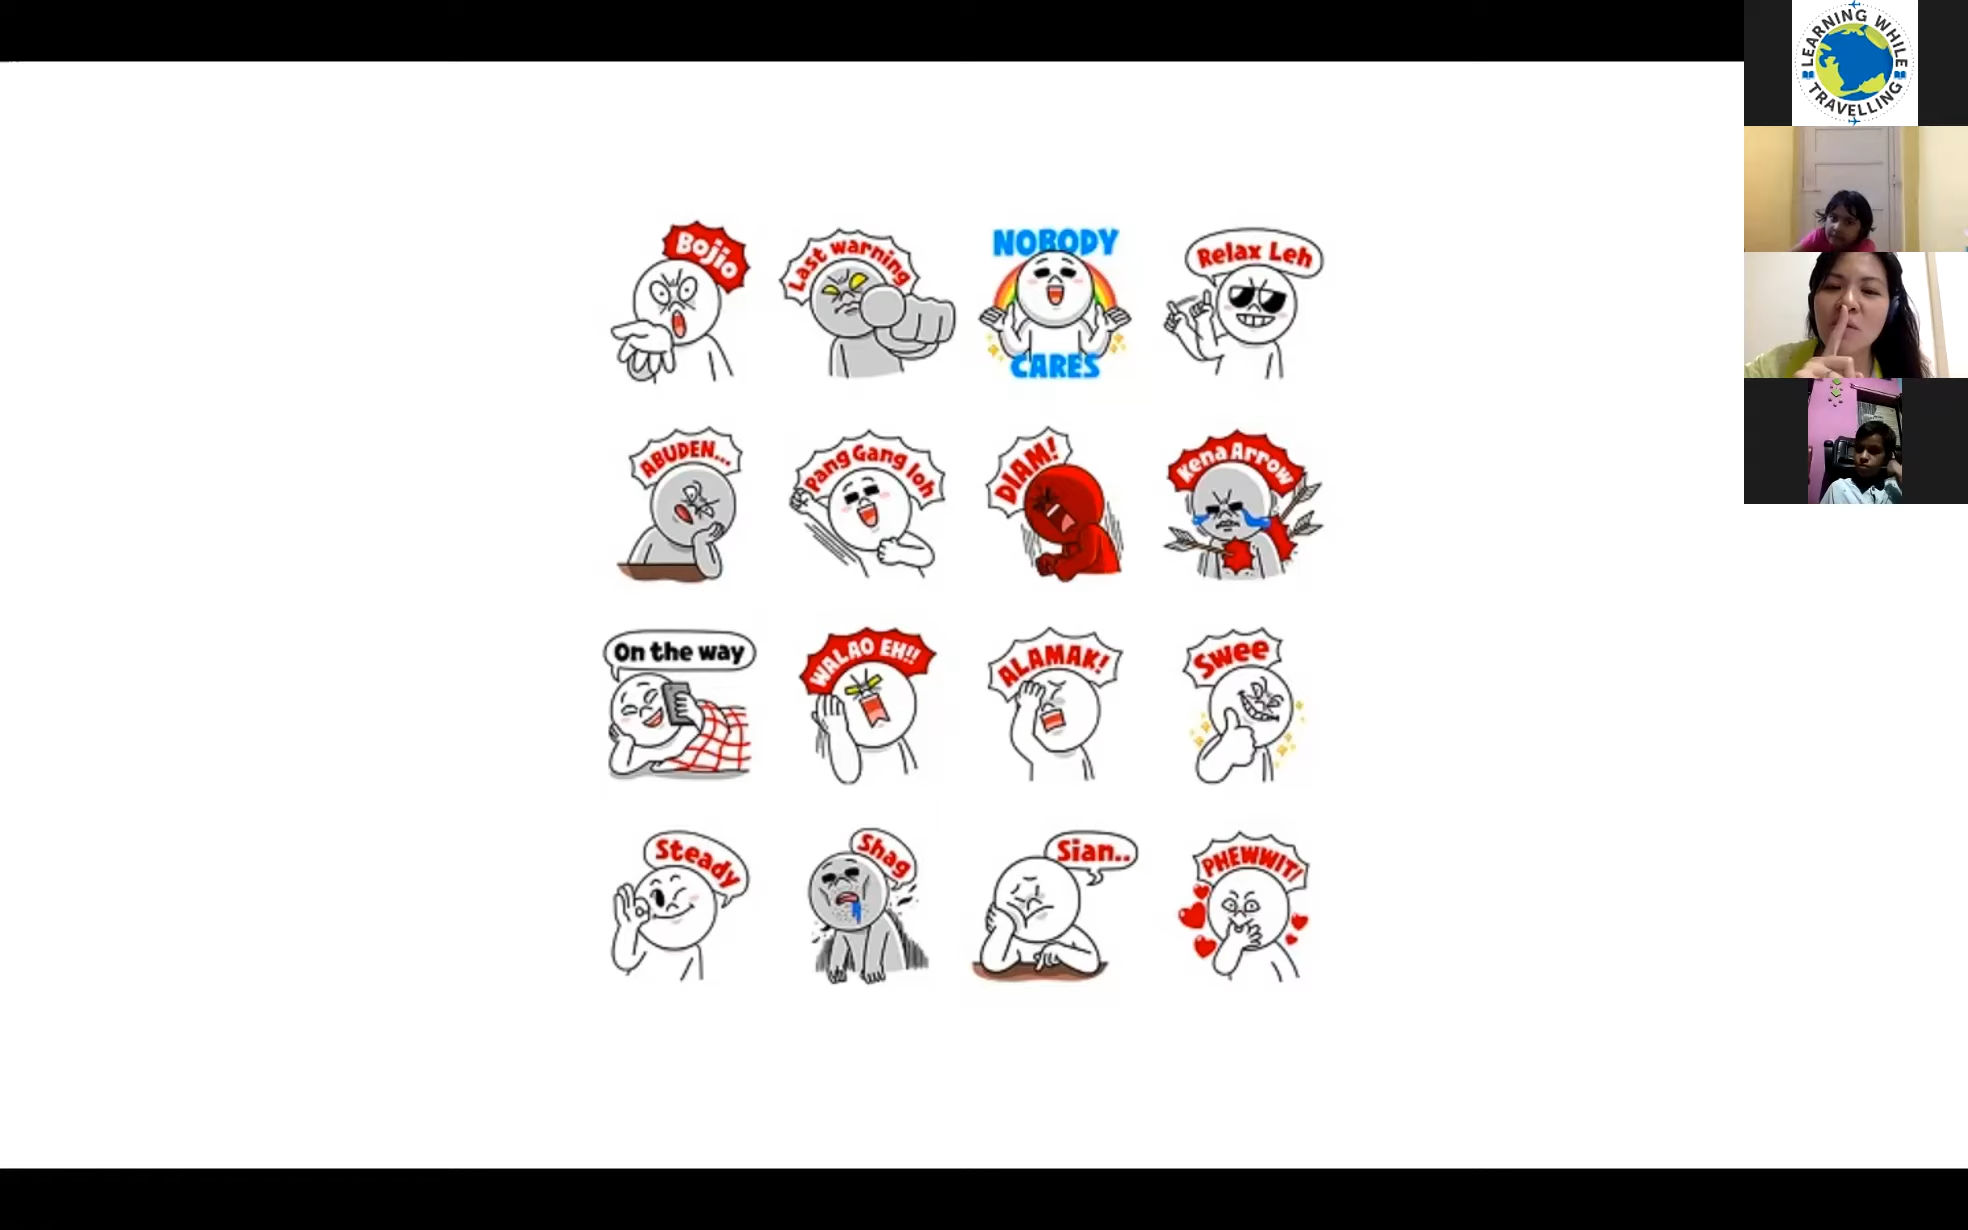 Bojio
Last warning
NOBODY
CARES
Relax Leh
ABUDEN...
Pang Gang loh
DIAM!
Kena Arrow
On the way
WALAO EH!!
ALAMAK!
Swee
Steady
Shag
Sian..
PHEWWIT!
LEARNING WHILE
TRAVELLING